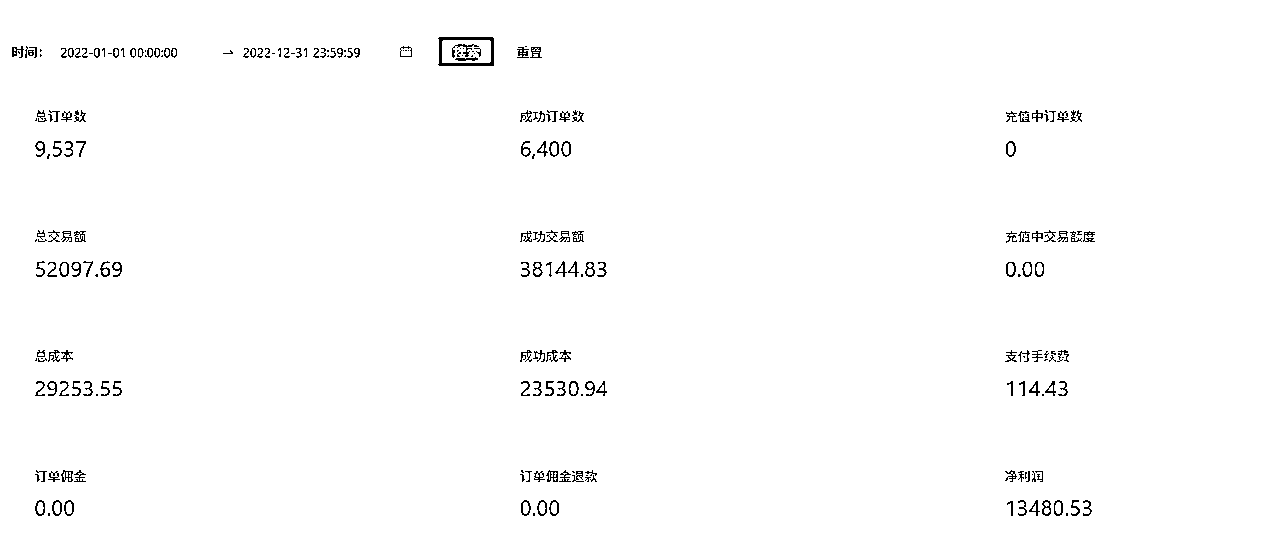 时间: 2022-01-01 00:00:00 → 2022-12-31 23:59:59 搜索 重置
总订单数 成功订单数 充值中订单数
9,537 6,400 0
总交易额 成功交易额 充值中交易额度
52097.69 38144.83 0.00
总成本 成功成本 支付手续费
29253.55 23530.94 114.43
订单佣金 订单佣金退款 净利润
0.00 0.00 13480.53